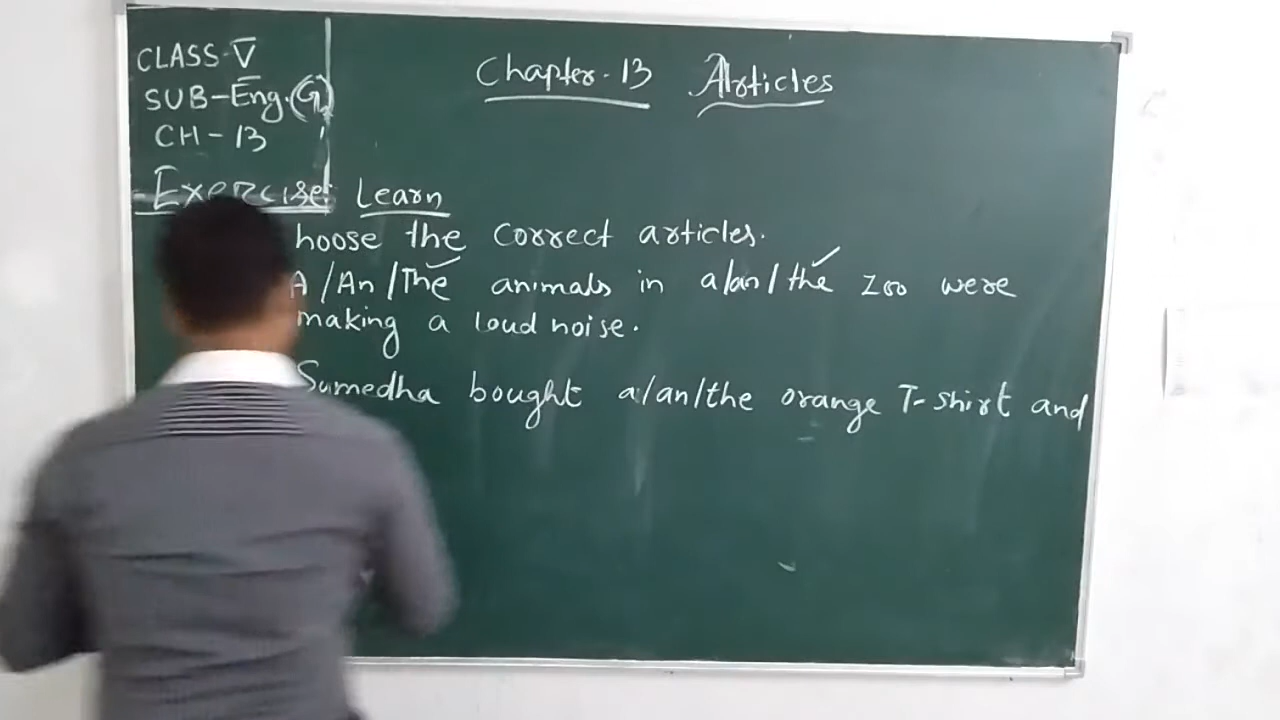 CLASS-V
SUB-Eng.(G)
CH-13
Chapter-13 Articles
Exercise: Learn
hoose the correct articles.
A/An/The animals in a/an/the zoo were
making a loud noise.
Sumedha bought a/an/the orange T-shirt and